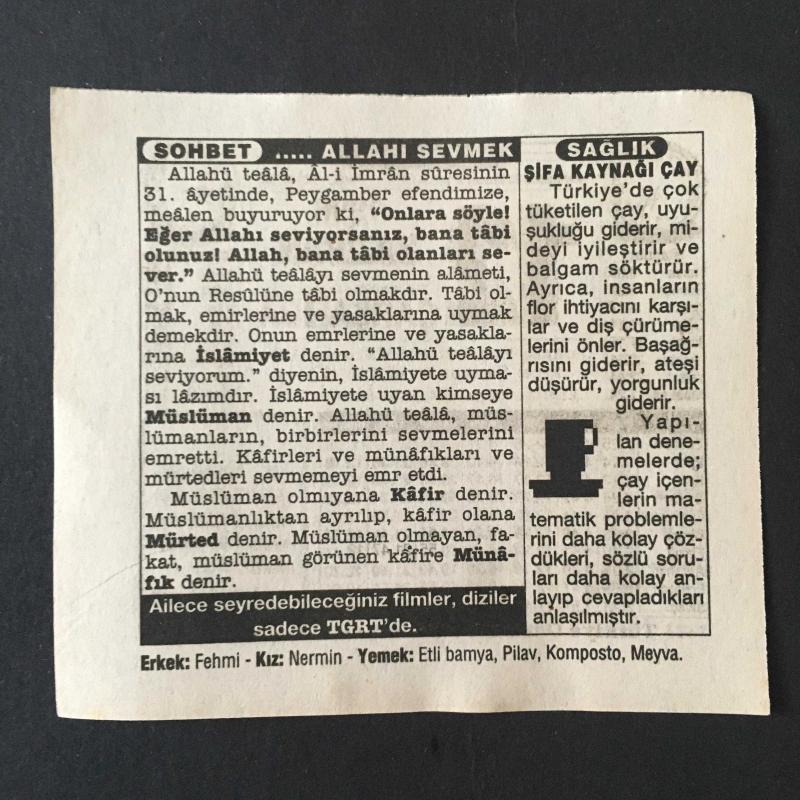 SOHBET ..... ALLAHI SEVMEK
Allahü teâlâ, Âl-i İmrân sûresinin
31. âyetinde, Peygamber efendimize,
meâlen buyuruyor ki, "Onlara söyle!
Eğer Allahı seviyorsanız, bana tâbi
olunuz! Allah, bana tâbi olanları se-
ver." Allahü teâlâyı sevmenin alâmeti,
O'nun Resûlüne tâbi olmakdır. Tâbi ol-
mak, emirlerine ve yasaklarına uymak
demekdir. Onun emrlerine ve yasakla-
rına İslâmiyet denir. "Allahü teâlâyı
seviyorum." diyenin, İslâmiyete uyma-
sı lâzımdır. İslâmiyete uyan kimseye
Müslüman denir. Allahü teâlâ, müs-
lümanların, birbirlerini sevmelerini
emretti. Kâfirleri ve münâfıkları ve
mürtedleri sevmemeyi emr etdi.
Müslüman olmıyana Kâfir denir.
Müslümanlıktan ayrılıp, kâfir olana
Mürted denir. Müslüman olmayan, fa-
kat, müslüman görünen kâfire Münâ-
fık denir.
Ailece seyredebileceğiniz filmler, diziler
sadece TGRT'de.
SAĞLIK
ŞİFA KAYNAĞI ÇAY
Türkiye'de çok
tüketilen çay, uyu-
şukluğu giderir, mi-
deyi iyileştirir ve
balgam söktürür.
Ayrıca, insanların
flor ihtiyacını karşı-
lar ve diş çürüme-
lerini önler. Başağ-
rısını giderir, ateşi
düşürür, yorgunluk
giderir.
Yapı-
lan dene-
melerde;
çay içen-
lerin ma-
tematik problemle-
rini daha kolay çöz-
dükleri, sözlü soru-
ları daha kolay an-
layıp cevapladıkları
anlaşılmıştır.
Erkek: Fehmi - Kız: Nermin - Yemek: Etli bamya, Pilav, Komposto, Meyva.